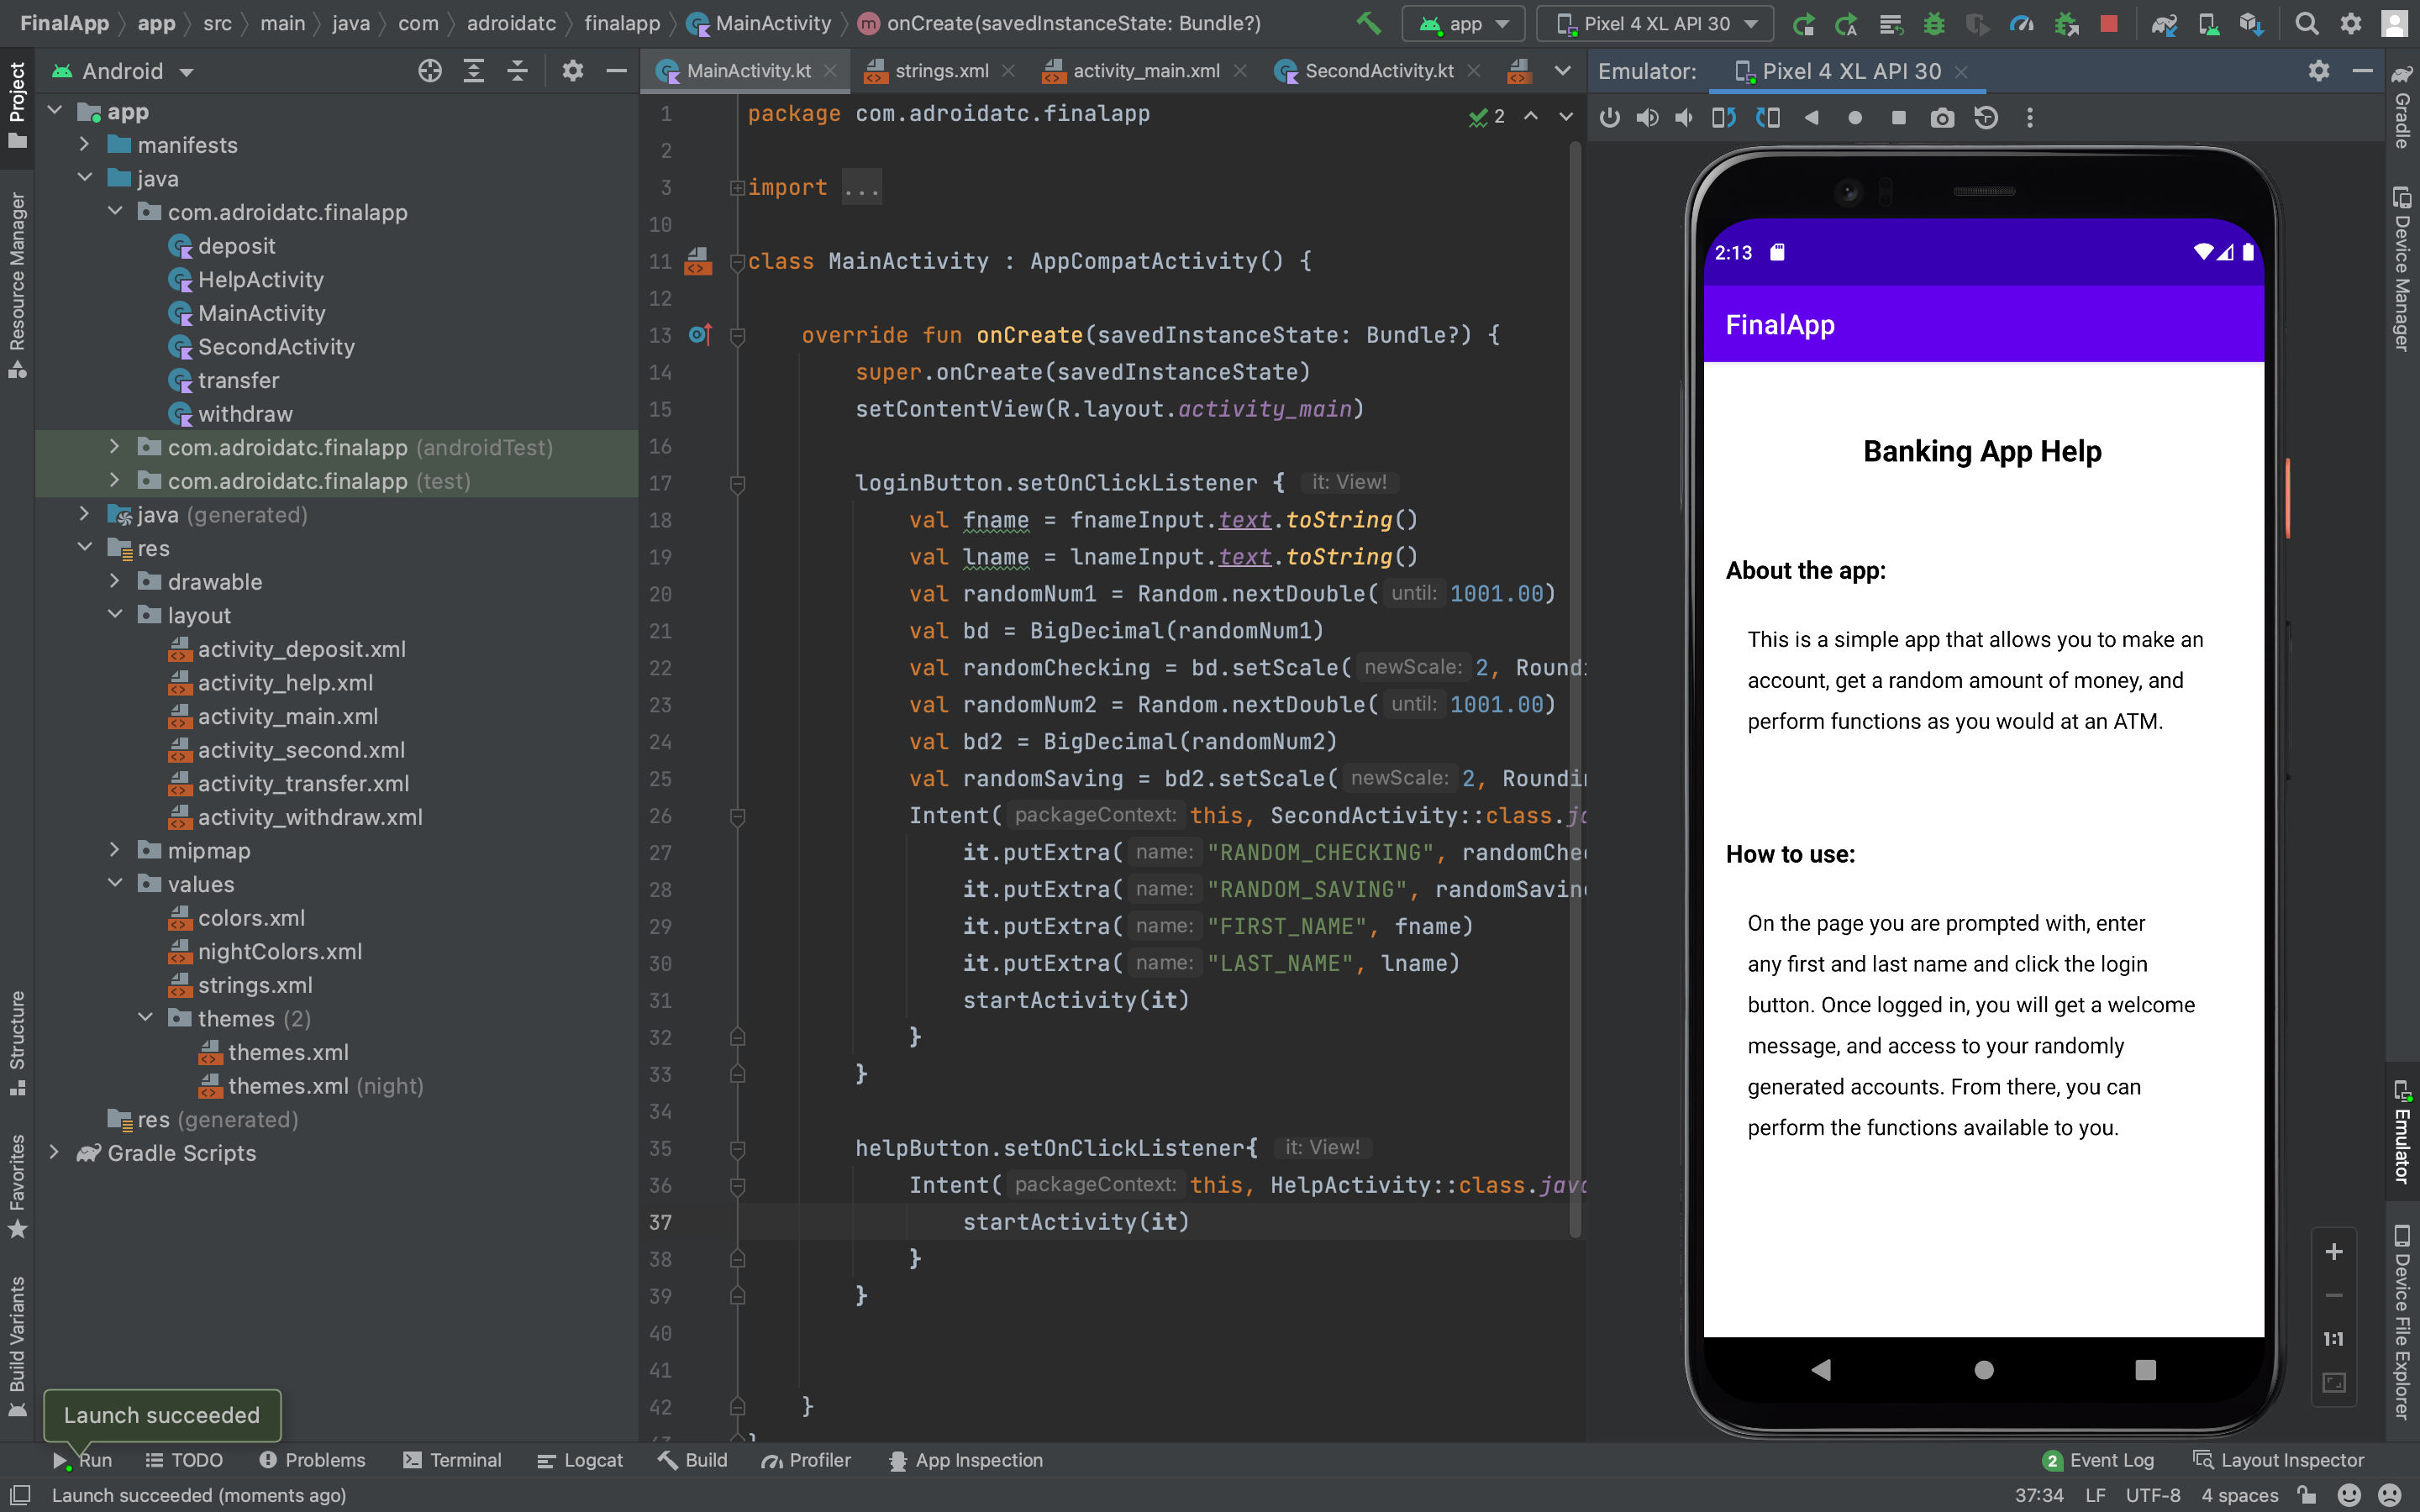 FinalApp app src main java com adroidatc finalapp MainActivity onCreate(savedInstanceState: Bundle?) app Pixel 4 XL API 30
Android
MainActivity.kt strings.xml activity_main.xml SecondActivity.kt
Emulator: Pixel 4 XL API 30
Project
Resource Manager
Structure
Favorites
Build Variants
app
manifests
java
com.adroidatc.finalapp
deposit
HelpActivity
MainActivity
SecondActivity
transfer
withdraw
com.adroidatc.finalapp (androidTest)
com.adroidatc.finalapp (test)
java (generated)
res
drawable
layout
activity_deposit.xml
activity_help.xml
activity_main.xml
activity_second.xml
activity_transfer.xml
activity_withdraw.xml
mipmap
values
colors.xml
nightColors.xml
strings.xml
themes (2)
themes.xml
themes.xml (night)
res (generated)
Gradle Scripts
2
1 package com.adroidatc.finalapp
2
3 import ...
10
11 class MainActivity : AppCompatActivity() {
12
13 override fun onCreate(savedInstanceState: Bundle?) {
14 super.onCreate(savedInstanceState)
15 setContentView(R.layout.activity_main)
16
17 loginButton.setOnClickListener { it: View!
18 val fname = fnameInput.text.toString()
19 val lname = lnameInput.text.toString()
20 val randomNum1 = Random.nextDouble( until: 1001.00)
21 val bd = BigDecimal(randomNum1)
22 val randomChecking = bd.setScale( newScale: 2, Roundi
23 val randomNum2 = Random.nextDouble( until: 1001.00)
24 val bd2 = BigDecimal(randomNum2)
25 val randomSaving = bd2.setScale( newScale: 2, Roundin
26 Intent( packageContext: this, SecondActivity::class.ja
27 it.putExtra( name: "RANDOM_CHECKING", randomChe
28 it.putExtra( name: "RANDOM_SAVING", randomSaving
29 it.putExtra( name: "FIRST_NAME", fname)
30 it.putExtra( name: "LAST_NAME", lname)
31 startActivity(it)
32 }
33 }
34
35 helpButton.setOnClickListener{ it: View!
36 Intent( packageContext: this, HelpActivity::class.java
37 startActivity(it)
38 }
39 }
40
41
42 }
2:13
FinalApp
Banking App Help
About the app:
This is a simple app that allows you to make an
account, get a random amount of money, and
perform functions as you would at an ATM.
How to use:
On the page you are prompted with, enter
any first and last name and click the login
button. Once logged in, you will get a welcome
message, and access to your randomly
generated accounts. From there, you can
perform the functions available to you.
1:1
Gradle
Device Manager
Emulator
Device File Explorer
Launch succeeded
Run TODO Problems Terminal Logcat Build Profiler App Inspection 2 Event Log Layout Inspector
Launch succeeded (moments ago) 37:34 LF UTF-8 4 spaces